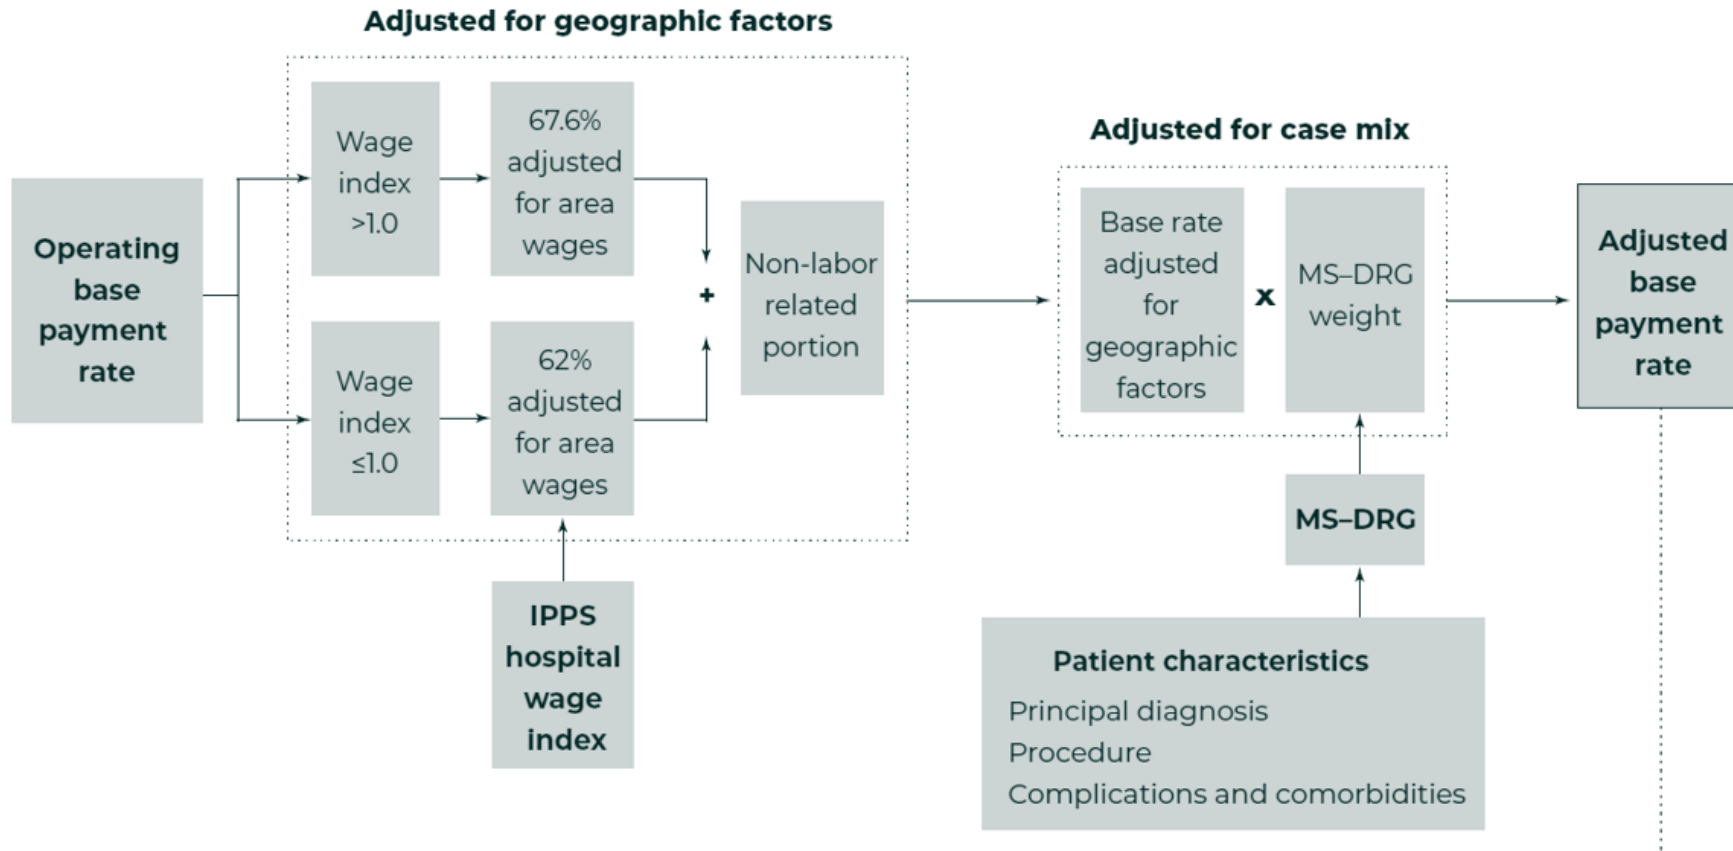 Adjusted for geographic factors
Operating
base
payment
rate
Wage
index
>1.0
67.6%
adjusted
for area
wages
Wage
index
≤1.0
62%
adjusted
for area
wages
+
Non-labor
related
portion
IPPS
hospital
wage
index
Adjusted for case mix
Base rate
adjusted
for
geographic
factors
x
MS–DRG
weight
MS–DRG
Patient characteristics
Principal diagnosis
Procedure
Complications and comorbidities
Adjusted
base
payment
rate